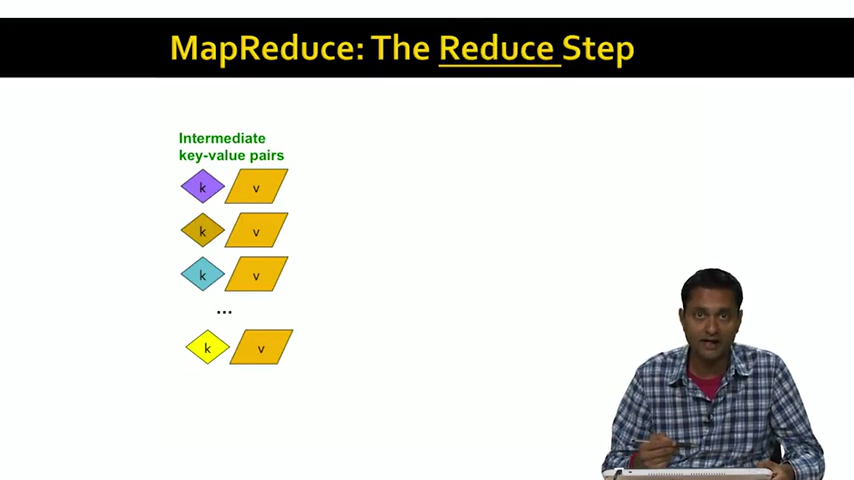 MapReduce: The Reduce Step
Intermediate
key-value pairs
k v
k v
k v
...
k v